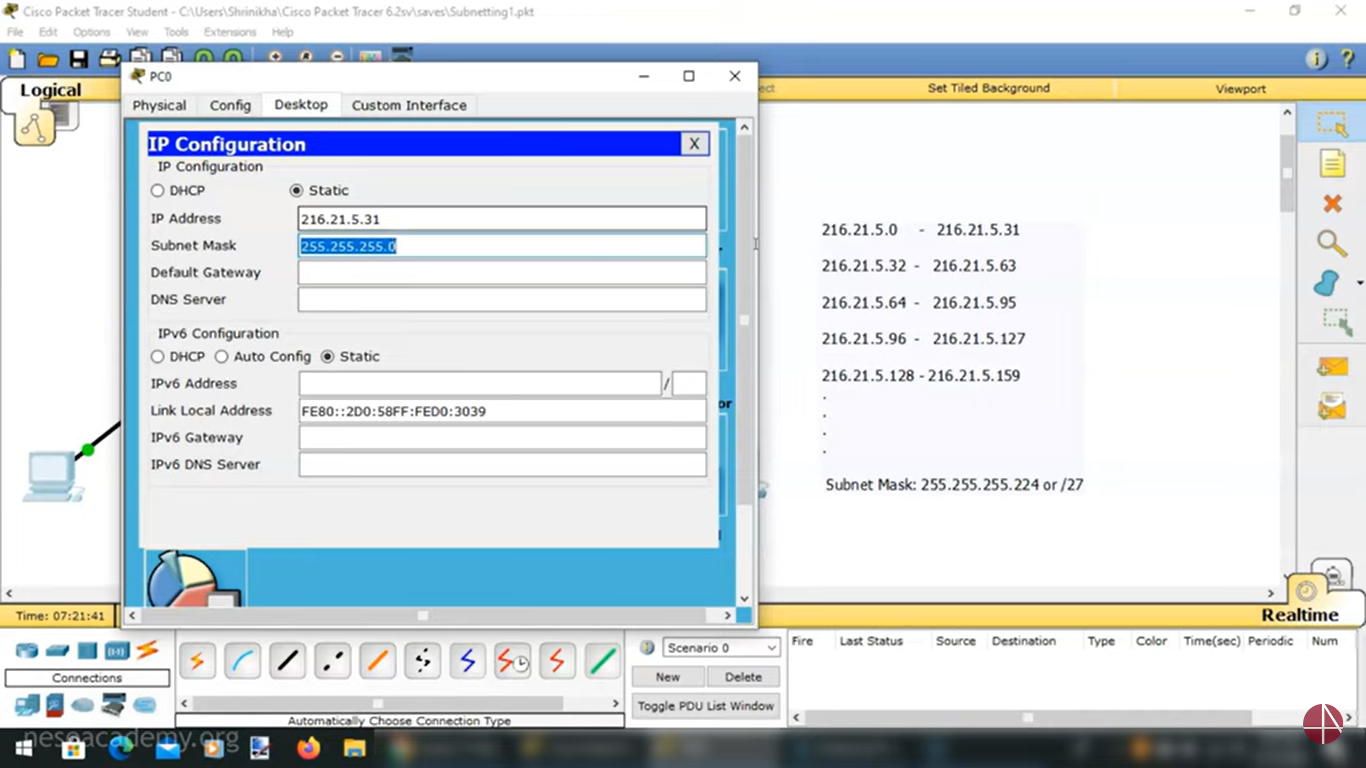 Cisco Packet Tracer Student - C:\Users\Shrinikha\Cisco Packet Tracer 6.2sv\saves\Subnetting1.pkt
File Edit Options View Tools Extensions Help
PC0
Logical
Set Tiled Background
Viewport
Physical Config Desktop Custom Interface
IP Configuration
X
IP Configuration
DHCP Static
IP Address 216.21.5.31
Subnet Mask 255.255.255.0
Default Gateway
DNS Server
IPv6 Configuration
DHCP Auto Config Static
IPv6 Address /
Link Local Address FE80::2D0:58FF:FED0:3039
IPv6 Gateway
IPv6 DNS Server
216.21.5.0 - 216.21.5.31
216.21.5.32 - 216.21.5.63
216.21.5.64 - 216.21.5.95
216.21.5.96 - 216.21.5.127
216.21.5.128 - 216.21.5.159
.
.
.
.
Subnet Mask: 255.255.255.224 or /27
Time: 07:21:41
Realtime
Connections
Automatically Choose Connection Type
Scenario 0
New Delete
Toggle PDU List Window
Fire Last Status Source Destination Type Color Time(sec) Periodic Num
nesoacademy.org